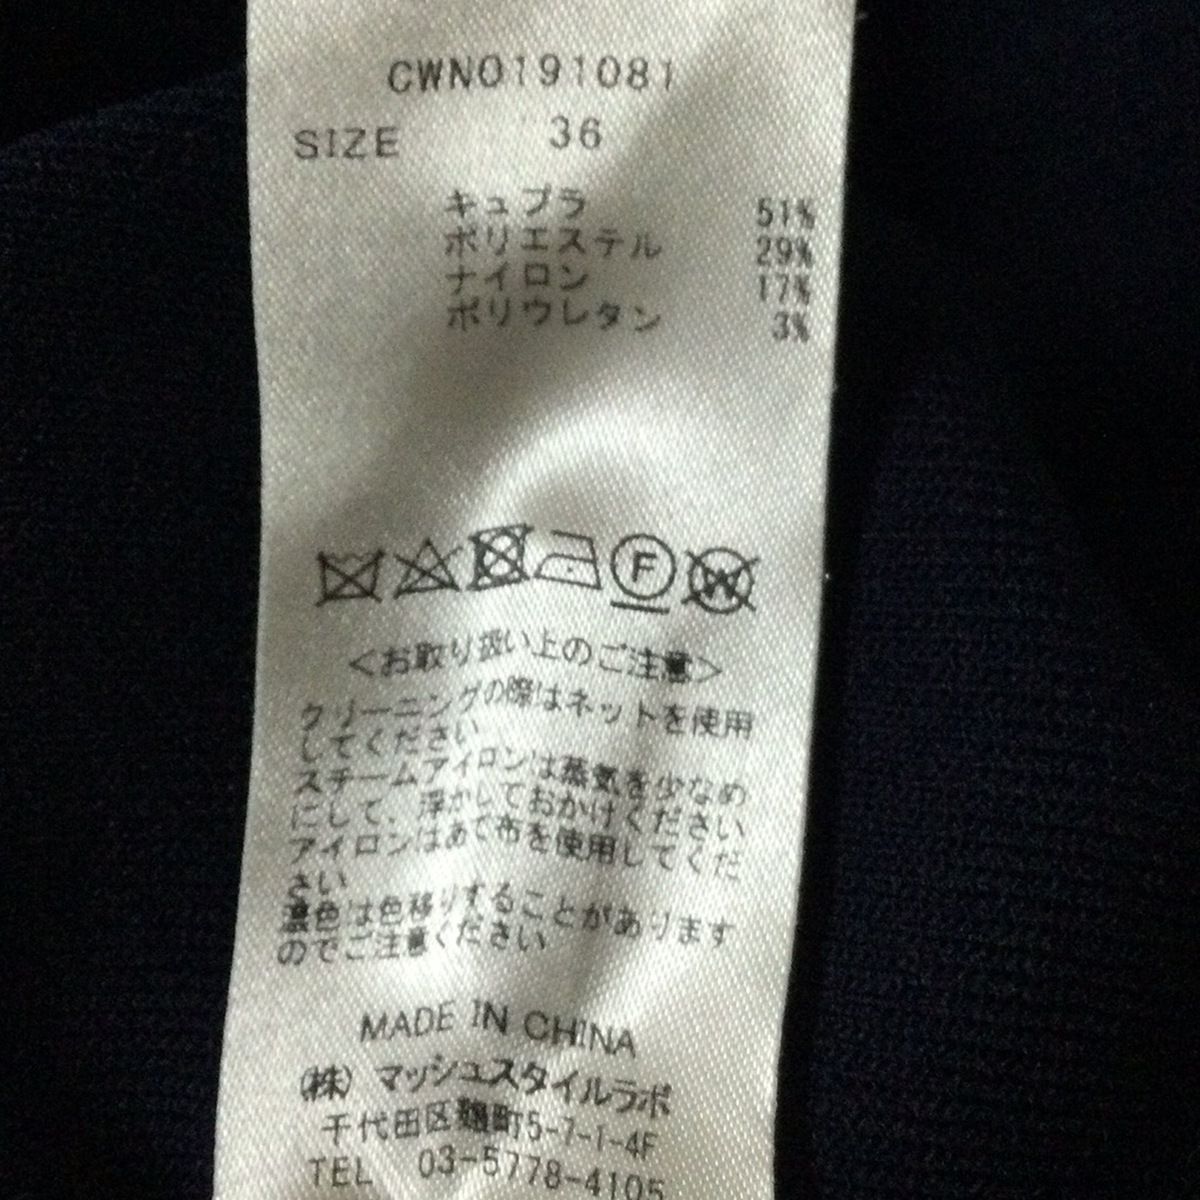 CWNO191081
SIZE 36
キュプラ 51%
ポリエステル 29%
ナイロン 17%
ポリウレタン 3%
F W
<お取り扱い上のご注意>
クリーニングの際はネットを使用
してください
スチームアイロンは蒸気を少なめ
にして、浮かしておかけください
アイロンはあて布を使用してくだ
さい
濃色は色移りすることがあります
のでご注意ください
MADE IN CHINA
(株)マッシュスタイルラボ
千代田区麹町5-7-1-4F
TEL 03-5778-4105